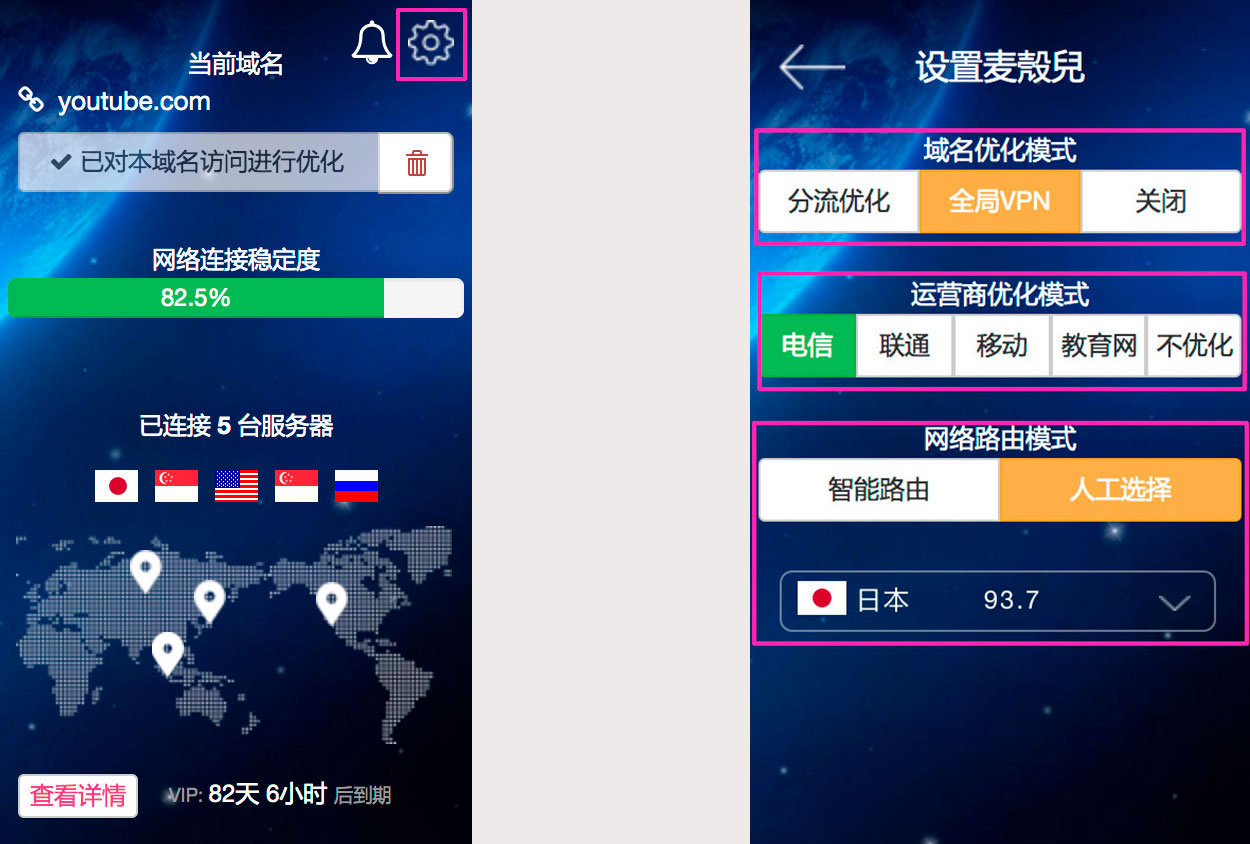 当前域名
youtube.com
已对本域名访问进行优化
网络连接稳定度
82.5%
已连接 5 台服务器
查看详情
VIP: 82天 6小时 后到期
设置麦殼兒
域名优化模式
分流优化 全局VPN 关闭
运营商优化模式
电信 联通 移动 教育网 不优化
网络路由模式
智能路由 人工选择
日本 93.7